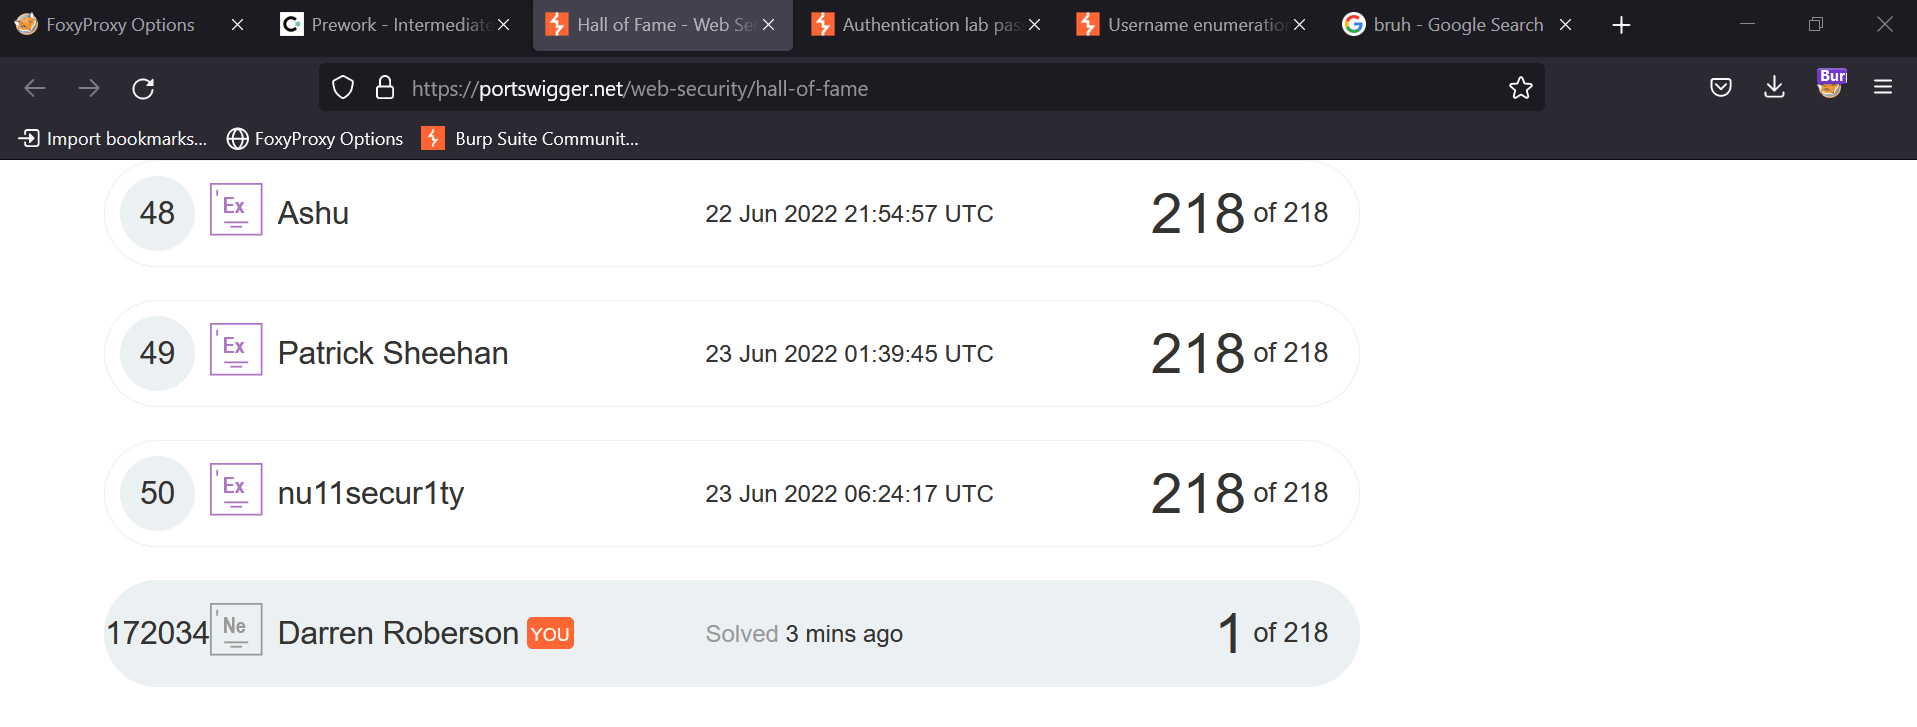 FoxyProxy Options
Prework - Intermediate
Hall of Fame - Web Sec
Authentication lab pas
Username enumeration
bruh - Google Search
https://portswigger.net/web-security/hall-of-fame
Bur
Import bookmarks...
FoxyProxy Options
Burp Suite Communit...
48 Ex Ashu 22 Jun 2022 21:54:57 UTC 218 of 218
49 Ex Patrick Sheehan 23 Jun 2022 01:39:45 UTC 218 of 218
50 Ex nu11secur1ty 23 Jun 2022 06:24:17 UTC 218 of 218
172034 Ne Darren Roberson YOU Solved 3 mins ago 1 of 218